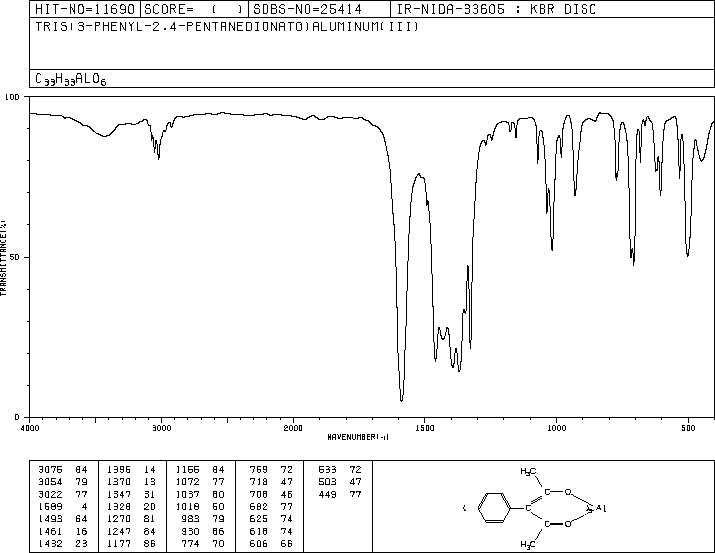 HIT-NO=11690 SCORE= ( ) SDBS-NO=25414 IR-NIDA-33605 : KBR DISC
TRIS(3-PHENYL-2,4-PENTANEDIONATO)ALUMINUM(III)
C33H33ALO6
100
50
0
TRANSMITTANCE(%)
4000 3000 2000 1500 1000 500
WAVENUMBER(-1)
3076 84 1396 14 1166 84 769 72 533 72
3054 79 1370 13 1072 77 718 47 503 47
3022 77 1347 31 1037 60 708 46 449 77
1589 4 1328 20 1018 50 682 77
1493 64 1270 81 983 79 625 74
1461 16 1247 84 930 66 618 74
1432 23 1177 86 774 70 606 66
H3C
C O
( C )3 Al
C O
H3C